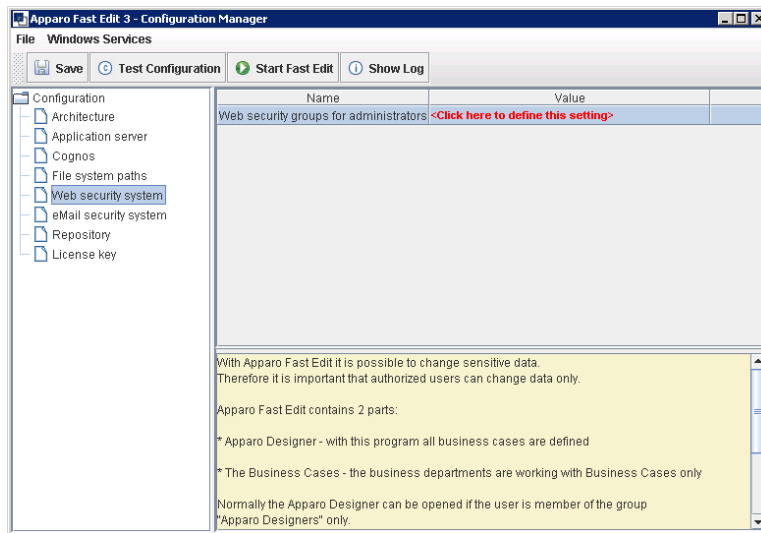 Apparo Fast Edit 3 - Configuration Manager
File Windows Services
Save Test Configuration Start Fast Edit Show Log
Configuration
Architecture
Application server
Cognos
File system paths
Web security system
eMail security system
Repository
License key
Name Value
Web security groups for administrators <Click here to define this setting>
With Apparo Fast Edit it is possible to change sensitive data.
Therefore it is important that authorized users can change data only.
Apparo Fast Edit contains 2 parts:
* Apparo Designer - with this program all business cases are defined
* The Business Cases - the business departments are working with Business Cases only
Normally the Apparo Designer can be opened if the user is member of the group
"Apparo Designers" only.